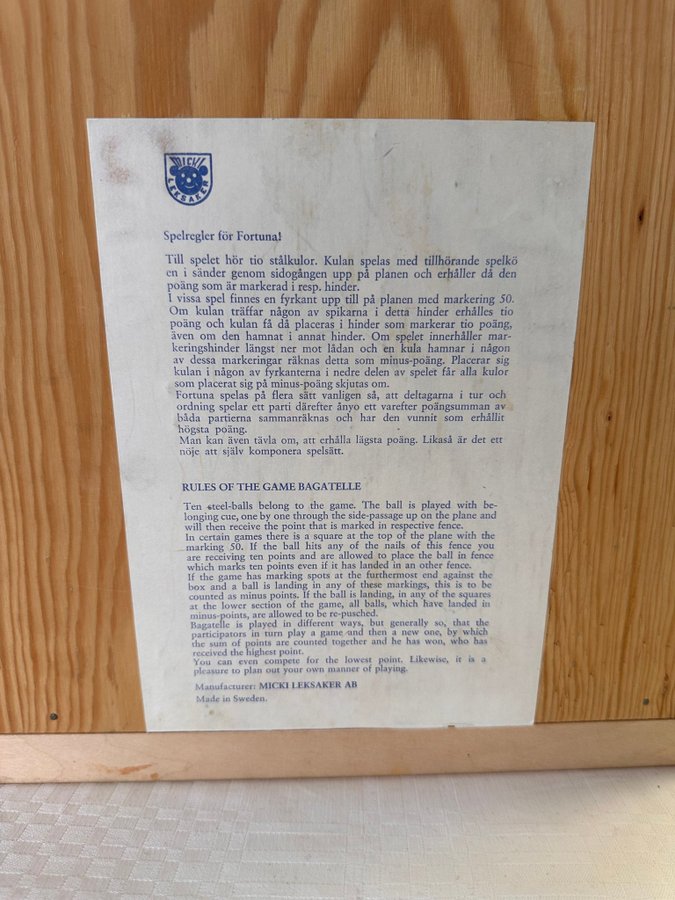 MICKI
LEKSAKER
Spelregler för Fortuna!
Till spelet hör tio stålkulor. Kulan spelas med tillhörande spelkö
en i sänder genom sidogången upp på planen och erhåller då den
poäng som är markerad i resp. hinder.
I vissa spel finnes en fyrkant upp till på planen med markering 50.
Om kulan träffar någon av spikarna i detta hinder erhålles tio
poäng och kulan få då placeras i hinder som markerar tio poäng,
även om den hamnat i annat hinder. Om spelet innerhåller mar-
keringshinder längst ner mot lådan och en kula hamnar i någon
av dessa markeringar räknas detta som minus-poäng. Placerar sig
kulan i någon av fyrkanterna i nedre delen av spelet får alla kulor
som placerat sig på minus-poäng skjutas om.
Fortuna spelas på flera sätt vanligen så, att deltagarna i tur och
ordning spelar ett parti därefter ånyo ett varefter poängsumman av
båda partierna sammanräknas och har den vunnit som erhållit
högsta poäng.
Man kan även tävla om, att erhålla lägsta poäng. Likaså är det ett
nöje att själv komponera spelsätt.
RULES OF THE GAME BAGATELLE
Ten steel-balls belong to the game. The ball is played with be-
longing cue, one by one through the side-passage up on the plane and
will then receive the point that is marked in respective fence.
In certain games there is a square at the top of the plane with the
marking 50. If the ball hits any of the nails of this fence you
are receiving ten points and are allowed to place the ball in fence
which marks ten points even if it has landed in an other fence.
If the game has marking spots at the furthermost end against the
box and a ball is landing in any of these markings, this is to be
counted as minus points. If the ball is landing, in any of the squares
at the lower section of the game, all balls, which have landed in
minus-points, are allowed to be re-pusched.
Bagatelle is played in different ways, but generally so, that the
participators in turn play a game and then a new one, by which
the sum of points are counted together and he has won, who has
received the highest point.
You can even compete for the lowest point. Likewise, it is a
pleasure to plan out your own manner of playing.
Manufacturer: MICKI LEKSAKER AB
Made in Sweden.